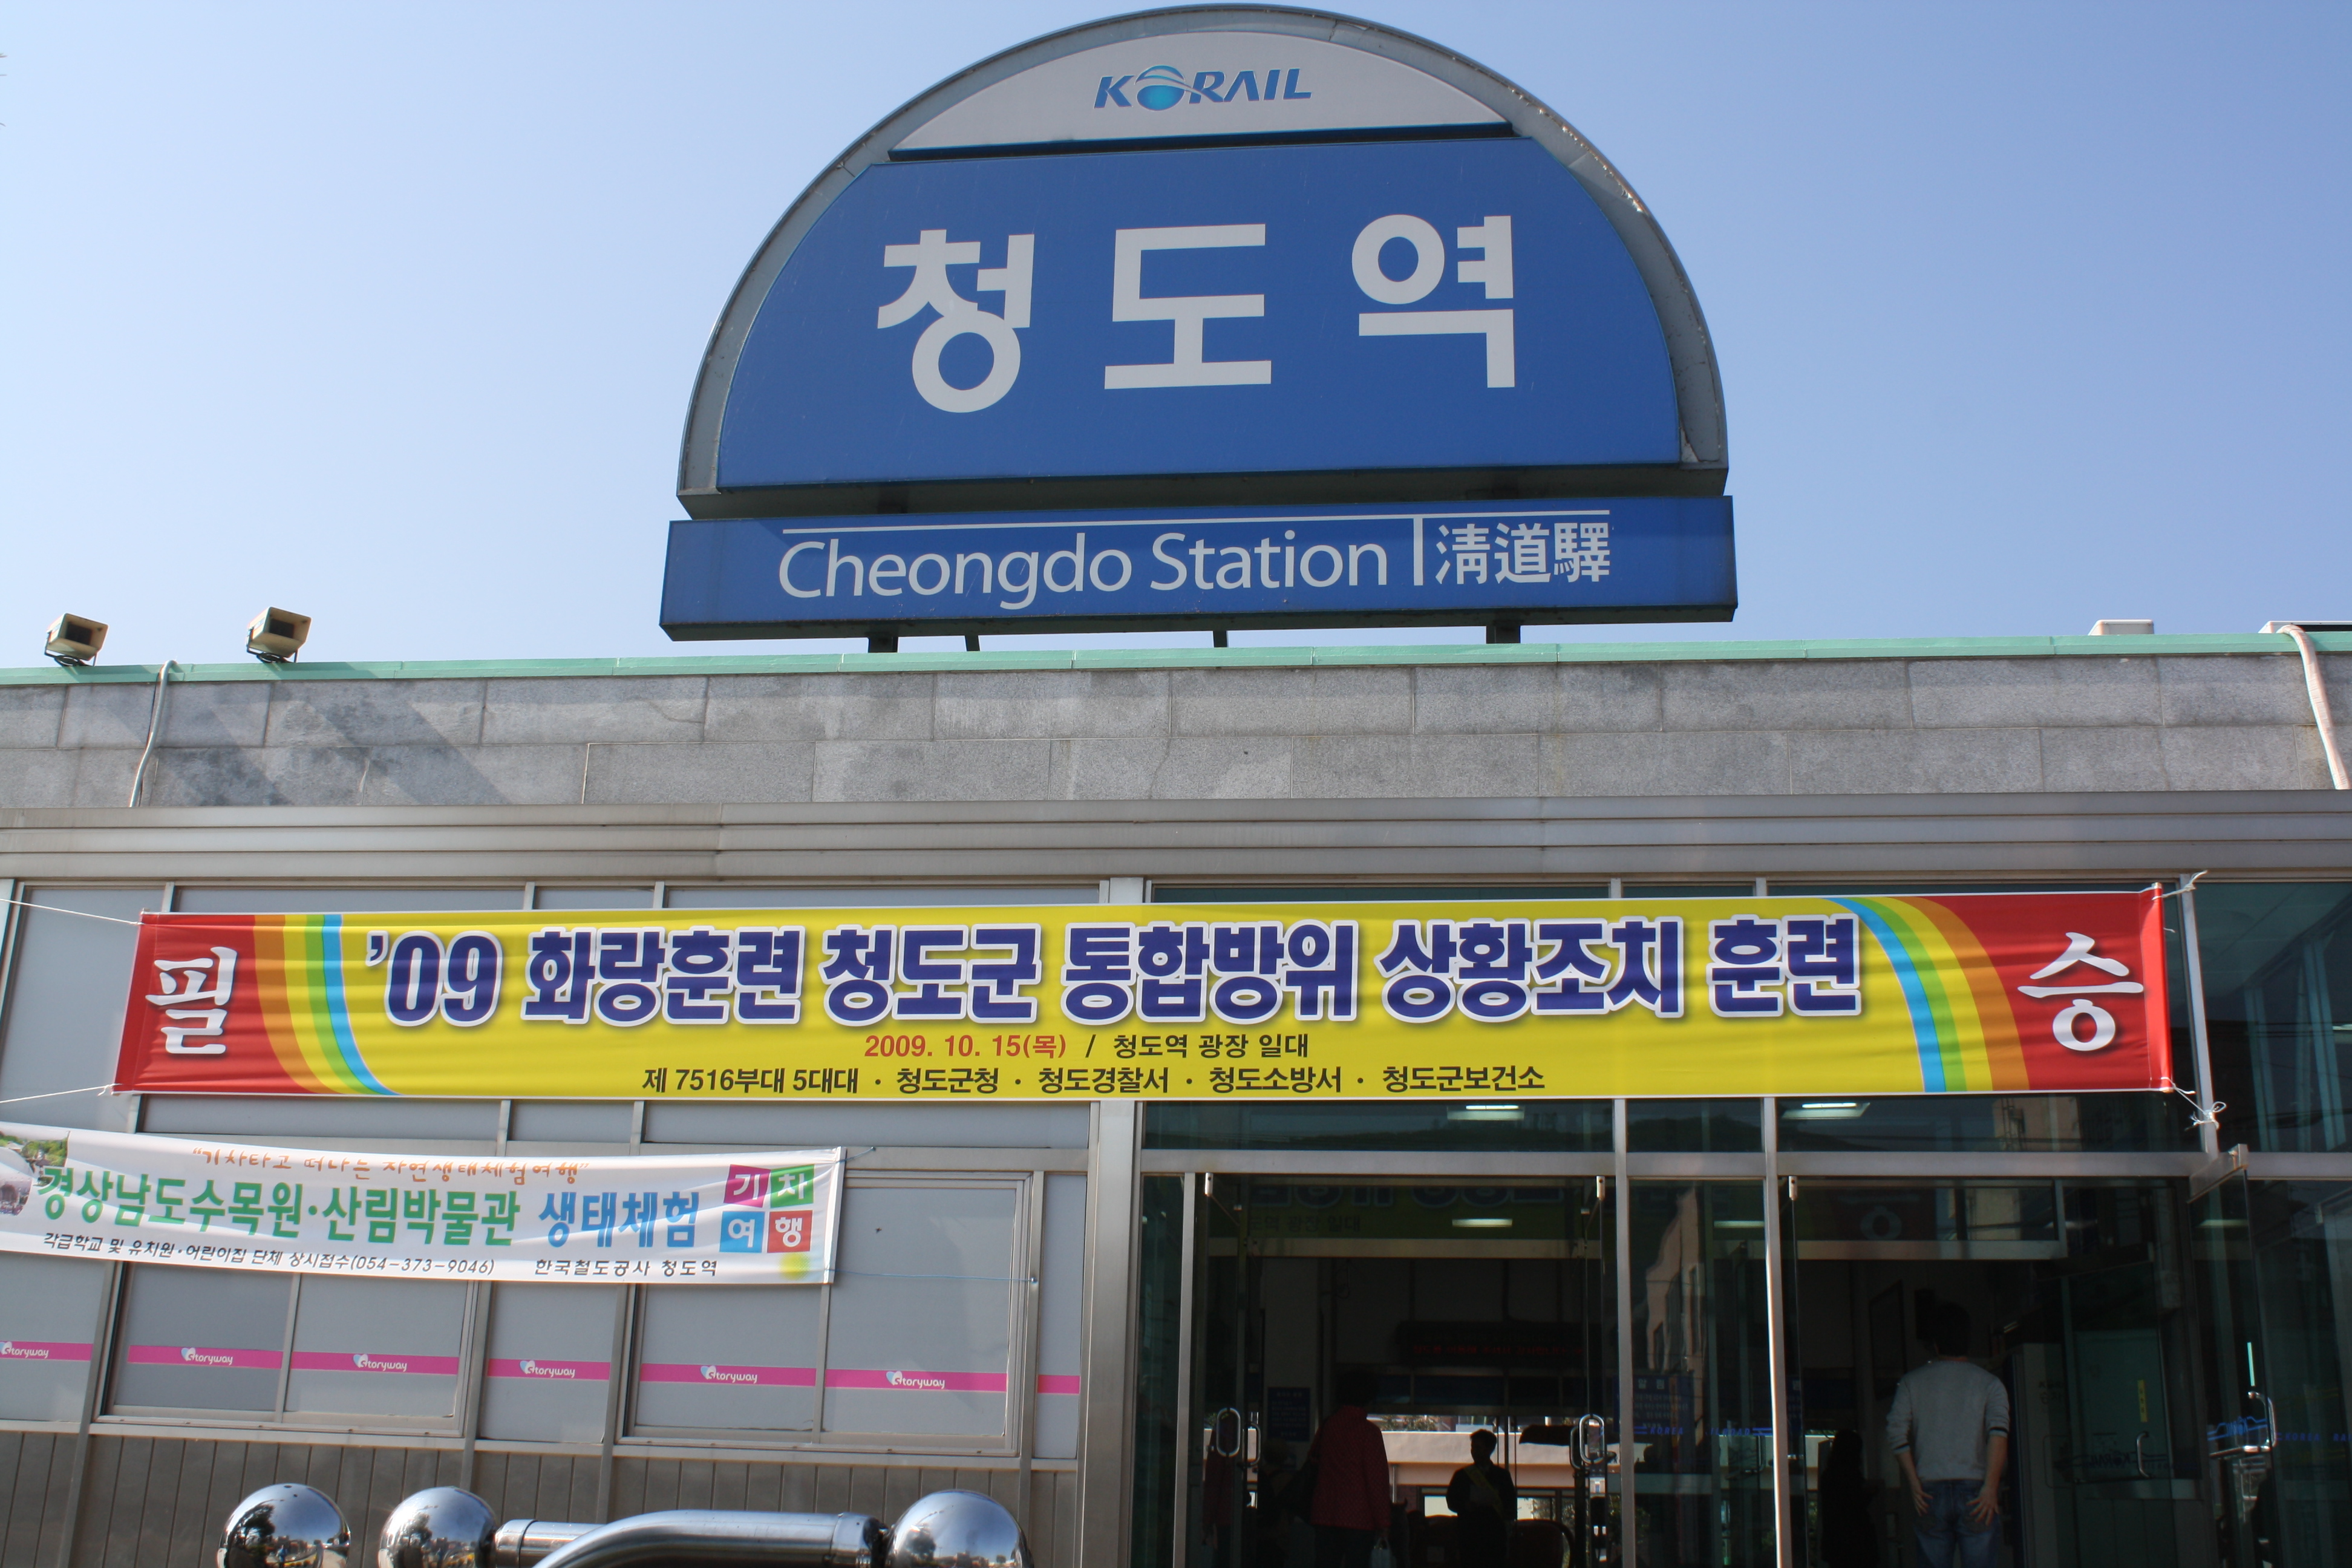 KORAIL
청도역
Cheongdo Station 淸道驛
필 '09 화랑훈련 청도군 통합방위 상황조치 훈련 승
2009. 10. 15(목) / 청도역 광장 일대
제 7516부대 5대대 · 청도군청 · 청도경찰서 · 청도소방서 · 청도군보건소
"기차타고 떠나는 자연생태체험여행"
경상남도수목원·산림박물관 생태체험
기차
여행
각급학교 및 유치원·어린이집 단체 상시접수(054-373-9046) 한국철도공사 청도역
Storyway Storyway Storyway Storyway Storyway Storyway